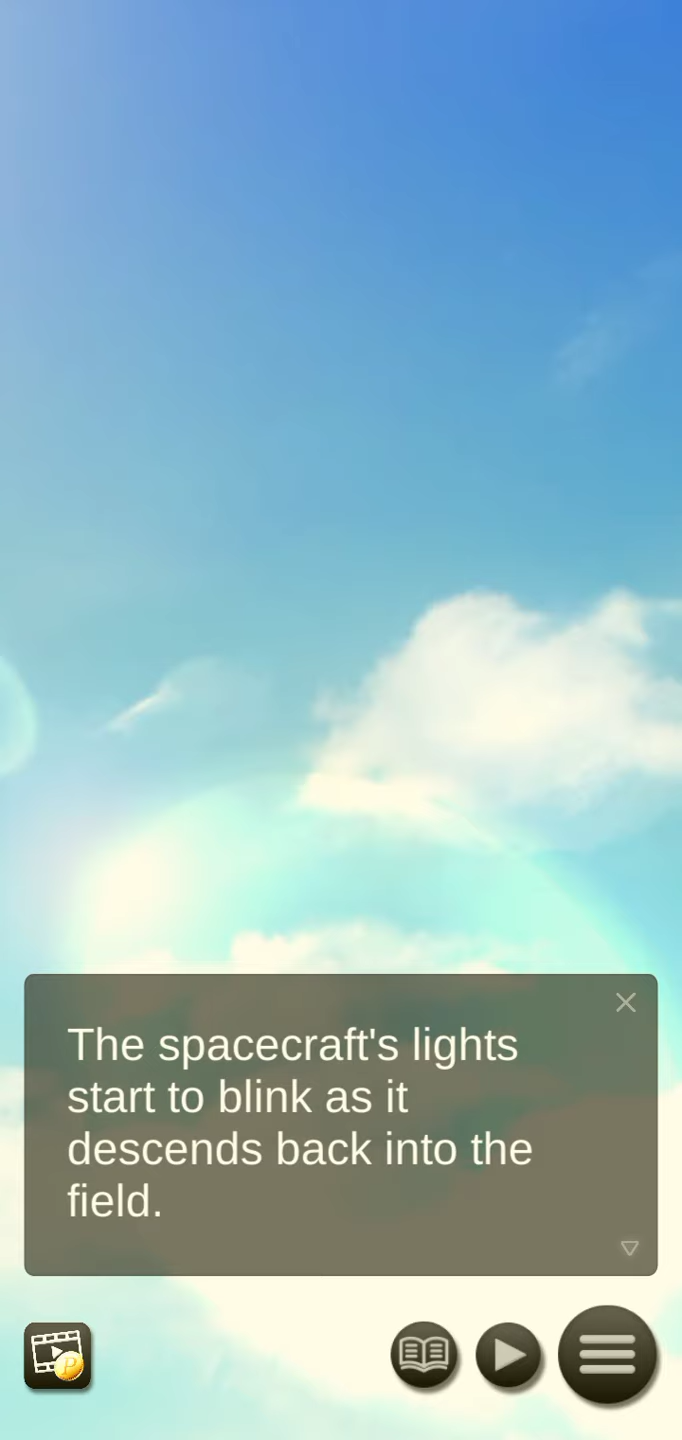 The spacecraft's lights
start to blink as it
descends back into the
field.
P